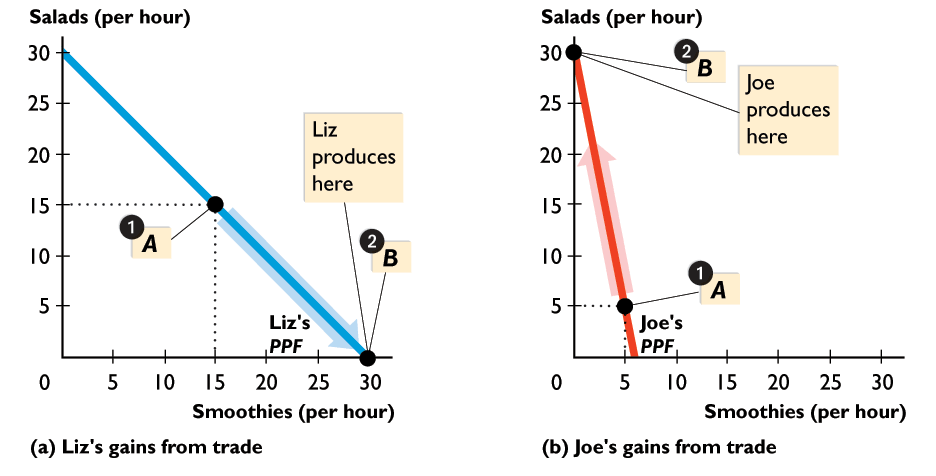 Salads (per hour)
30
25
20
15
10
5
0
5
10
15
20
25
30
Smoothies (per hour)
1
A
Liz
produces
here
2
B
Liz's
PPF
(a) Liz's gains from trade
Salads (per hour)
30
25
20
15
10
5
0
5
10
15
20
25
30
Smoothies (per hour)
2
B
Joe
produces
here
1
A
Joe's
PPF
(b) Joe's gains from trade